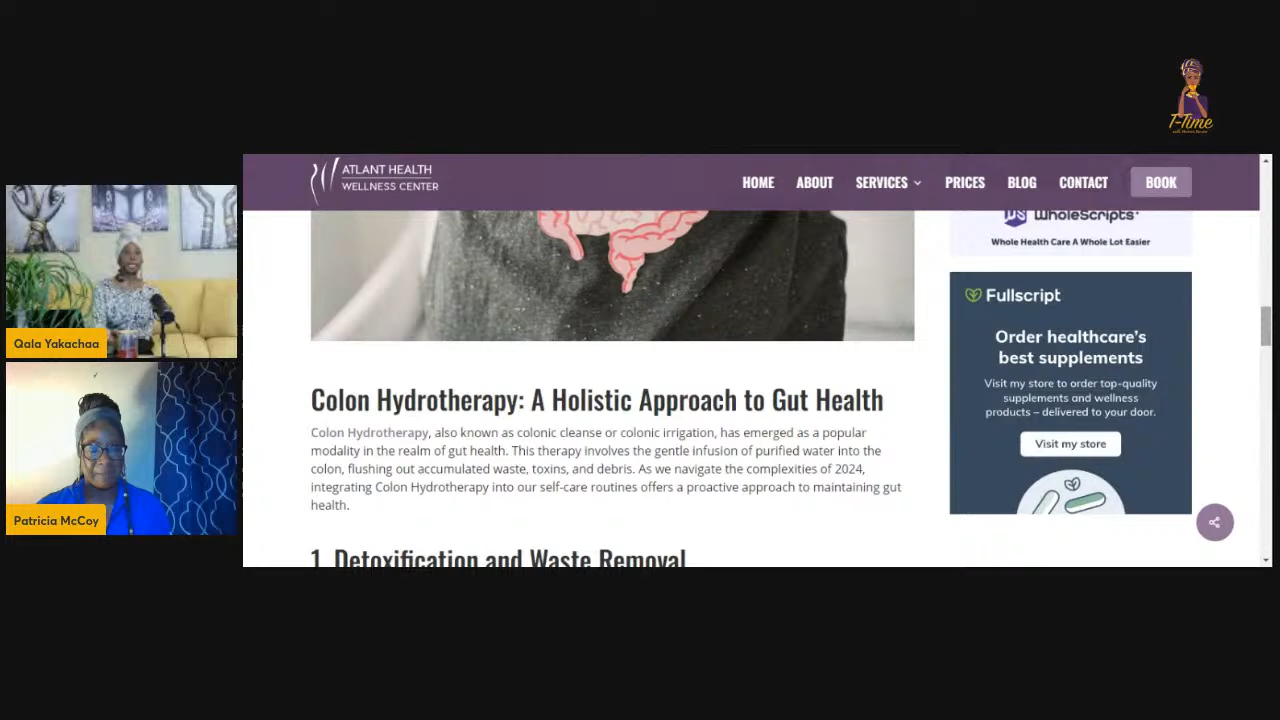 T-Time
ATLANT HEALTH
WELLNESS CENTER
HOME ABOUT SERVICES PRICES BLOG CONTACT BOOK
WholeScripts
Whole Health Care A Whole Lot Easier
Fullscript
Order healthcare's
best supplements
Visit my store to order top-quality
supplements and wellness
products – delivered to your door.
Visit my store
Qala Yakachaa
Patricia McCoy
Colon Hydrotherapy: A Holistic Approach to Gut Health
Colon Hydrotherapy, also known as colonic cleanse or colonic irrigation, has emerged as a popular
modality in the realm of gut health. This therapy involves the gentle infusion of purified water into the
colon, flushing out accumulated waste, toxins, and debris. As we navigate the complexities of 2024,
integrating Colon Hydrotherapy into our self-care routines offers a proactive approach to maintaining gut
health.
1. Detoxification and Waste Removal